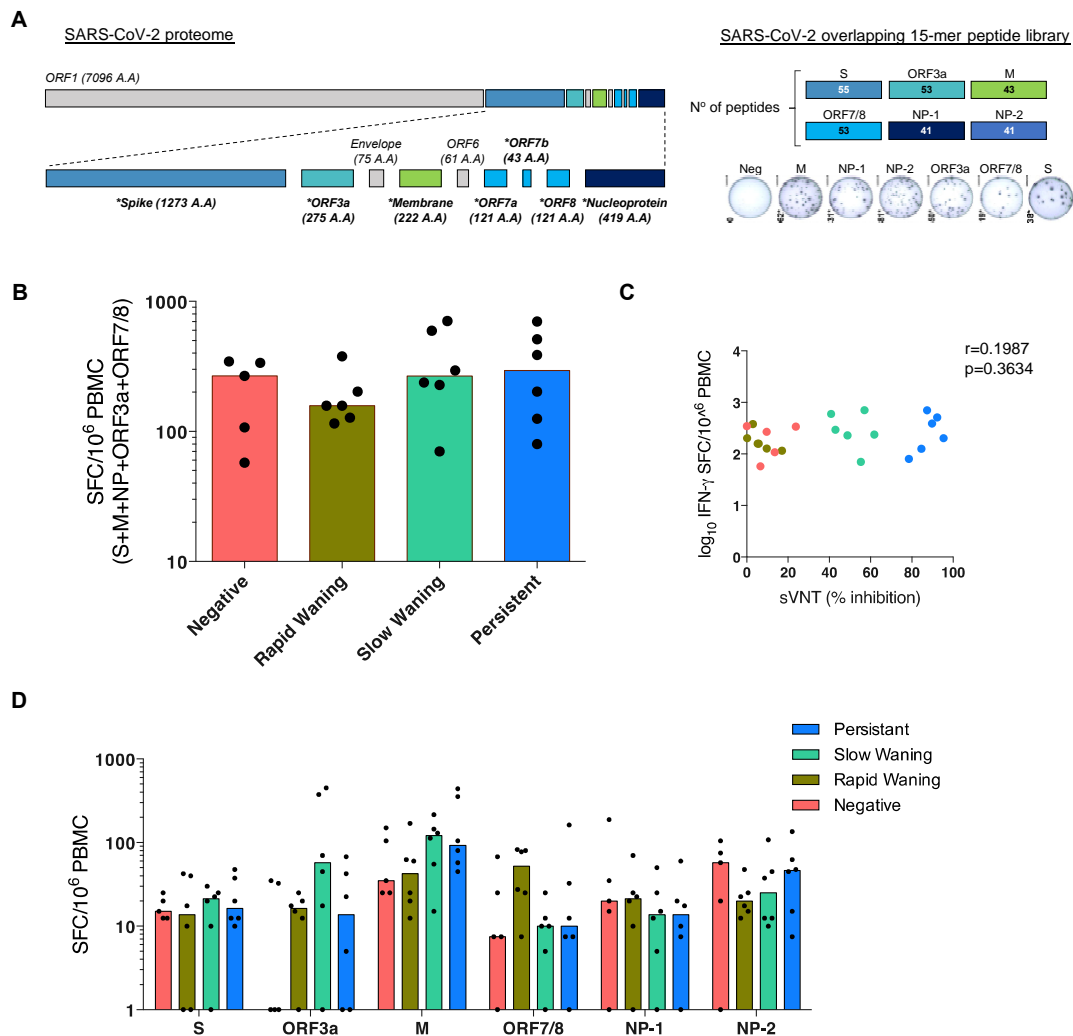 A
SARS-CoV-2 proteome
ORF1 (7096 A.A)
Envelope
(75 A.A)
ORF6
(61 A.A)
*ORF7b
(43 A.A)
*Spike (1273 A.A)
*ORF3a
(275 A.A)
*Membrane
(222 A.A)
*ORF7a
(121 A.A)
*ORF8
(121 A.A)
*Nucleoprotein
(419 A.A)
SARS-CoV-2 overlapping 15-mer peptide library
Nº of peptides
S
ORF3a
M
55
53
43
ORF7/8
NP-1
NP-2
53
41
41
Neg
M
NP-1
NP-2
ORF3a
ORF7/8
S
B
SFC/10⁶ PBMC
(S+M+NP+ORF3a+ORF7/8)
1000
100
10
Negative
Rapid Waning
Slow Waning
Persistent
C
r=0.1987
p=0.3634
log₁₀ IFN-γ SFC/10^⁶ PBMC
4
3
2
1
0
0 20 40 60 80 100
sVNT (% inhibition)
D
Persistant
Slow Waning
Rapid Waning
Negative
SFC/10⁶ PBMC
1000
100
10
1
S ORF3a M ORF7/8 NP-1 NP-2